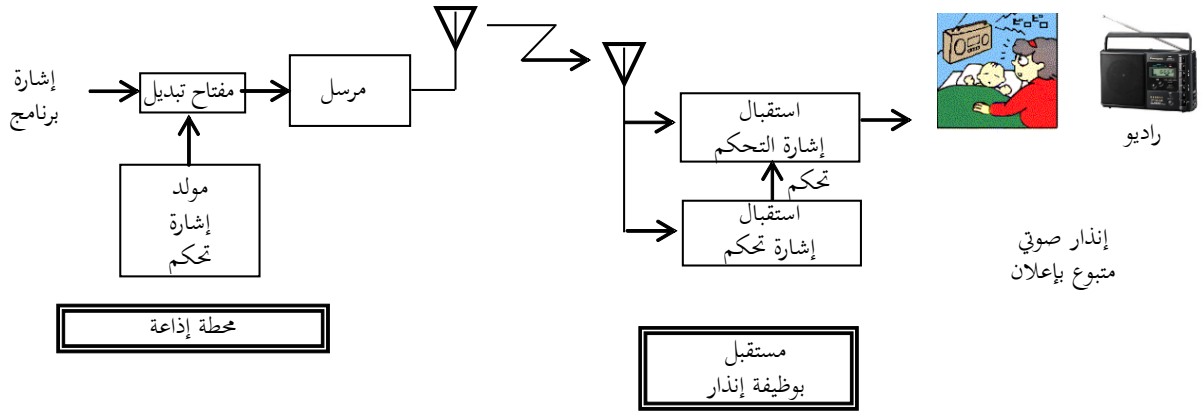 إشارة
برنامج
مفتاح تبديل
مرسل
مولد
إشارة
تحكم
محطة إذاعة
استقبال
إشارة التحكم
تحكم
استقبال
إشارة تحكم
مستقبل
بوظيفة إنذار
راديو
إنذار صوتي
متبوع بإعلان